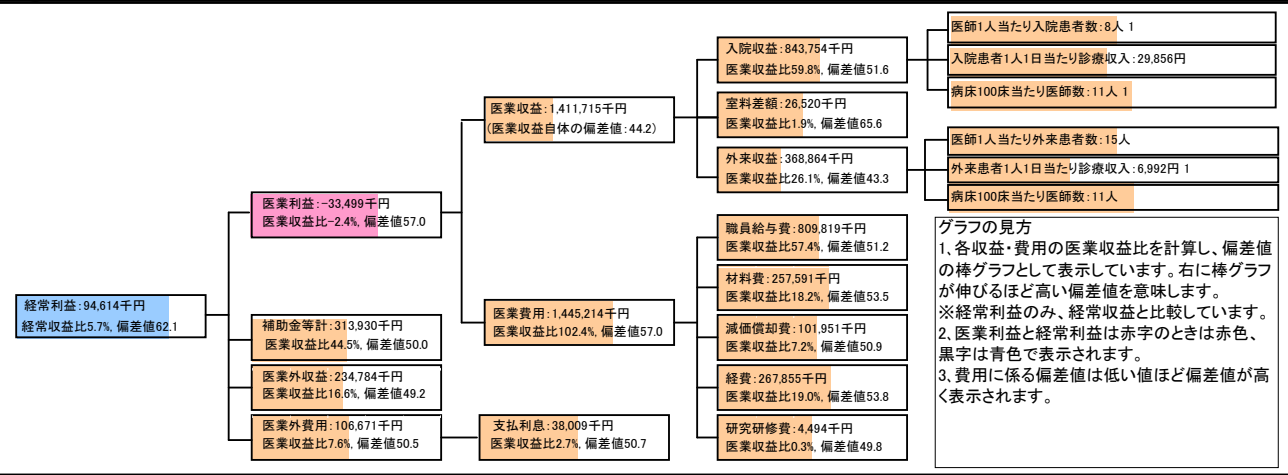 経常利益:94,614千円
経常収比5.7%, 偏差値62.1
医業利益:-33,499千円
医業収益比-2.4%, 偏差値57.0
補助金等計:313,930千円
医業収益比44.5%, 偏差値50.0
医業外収益:234,784千円
医業収益比16.6%, 偏差値49.2
医業外費用:106,671千円
医業収益比7.6%, 偏差値50.5
支払利息:38,009千円
医業収益比2.7%, 偏差値50.7
医業収益:1,411,715千円
(医業収益自体の偏差値:44.2)
医業費用:1,445,214千円
医業収益比102.4%, 偏差値57.0
入院収益:843,754千円
医業収益比59.8%, 偏差値51.6
室料差額:26,520千円
医業収益比1.9%, 偏差値65.6
外来収益:368,864千円
医業収益比26.1%, 偏差値43.3
職員給与費:809,819千円
医業収益比57.4%, 偏差値51.2
材料費:257,591千円
医業収益比18.2%, 偏差値53.5
減価償却費:101,951千円
医業収益比7.2%, 偏差値50.9
経費:267,855千円
医業収益比19.0%, 偏差値53.8
研究研修費:4,494千円
医業収益比0.3%, 偏差値49.8
医師1人当たり入院患者数:8人 1
入院患者1人1日当たり診療収入:29,856円
病床100床当たり医師数:11人 1
医師1人当たり外来患者数:15人
外来患者1人1日当たり診療収入:6,992円 1
病床100床当たり医師数:11人
グラフの見方
1、各収益・費用の医業収益比を計算し、偏差値
の棒グラフとして表示しています。右に棒グラフ
が伸びるほど高い偏差値を意味します。
※経常利益のみ、経常収益と比較しています。
2、医業利益と経常利益は赤字のときは赤色、
黒字は青色で表示されます。
3、費用に係る偏差値は低い値ほど偏差値が高
く表示されます。